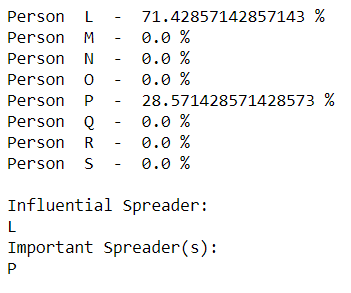 Person  L  -  71.42857142857143 %
Person  M  -  0.0 %
Person  N  -  0.0 %
Person  O  -  0.0 %
Person  P  -  28.571428571428573 %
Person  Q  -  0.0 %
Person  R  -  0.0 %
Person  S  -  0.0 %

Influential Spreader:
L
Important Spreader(s):
P